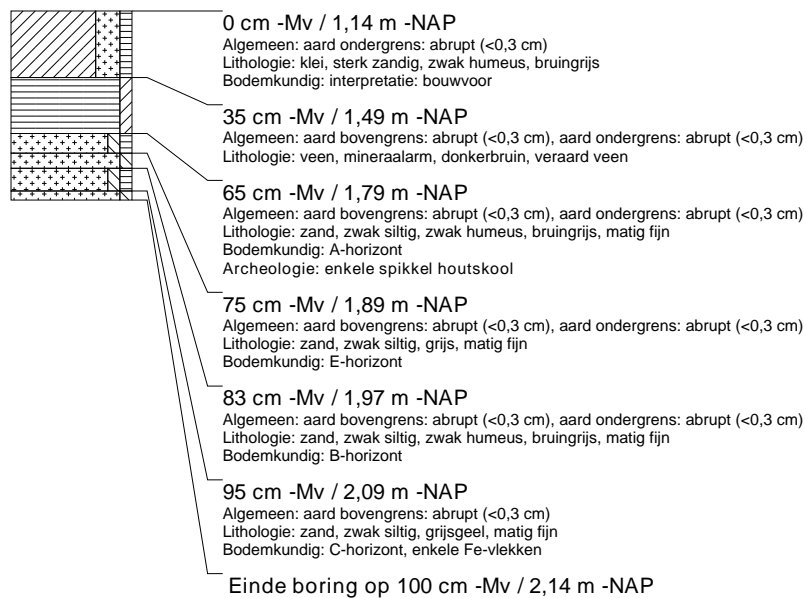 0 cm -Mv / 1,14 m -NAP
Algemeen: aard ondergrens: abrupt (<0,3 cm)
Lithologie: klei, sterk zandig, zwak humeus, bruingrijs
Bodemkundig: interpretatie: bouwvoor
35 cm -Mv / 1,49 m -NAP
Algemeen: aard bovengrens: abrupt (<0,3 cm), aard ondergrens: abrupt (<0,3 cm)
Lithologie: veen, mineraalarm, donkerbruin, veraard veen
65 cm -Mv / 1,79 m -NAP
Algemeen: aard bovengrens: abrupt (<0,3 cm), aard ondergrens: abrupt (<0,3 cm)
Lithologie: zand, zwak siltig, zwak humeus, bruingrijs, matig fijn
Bodemkundig: A-horizont
Archeologie: enkele spikkel houtskool
75 cm -Mv / 1,89 m -NAP
Algemeen: aard bovengrens: abrupt (<0,3 cm), aard ondergrens: abrupt (<0,3 cm)
Lithologie: zand, zwak siltig, grijs, matig fijn
Bodemkundig: E-horizont
83 cm -Mv / 1,97 m -NAP
Algemeen: aard bovengrens: abrupt (<0,3 cm), aard ondergrens: abrupt (<0,3 cm)
Lithologie: zand, zwak siltig, zwak humeus, bruingrijs, matig fijn
Bodemkundig: B-horizont
95 cm -Mv / 2,09 m -NAP
Algemeen: aard bovengrens: abrupt (<0,3 cm)
Lithologie: zand, zwak siltig, grijsgeel, matig fijn
Bodemkundig: C-horizont, enkele Fe-vlekken
Einde boring op 100 cm -Mv / 2,14 m -NAP